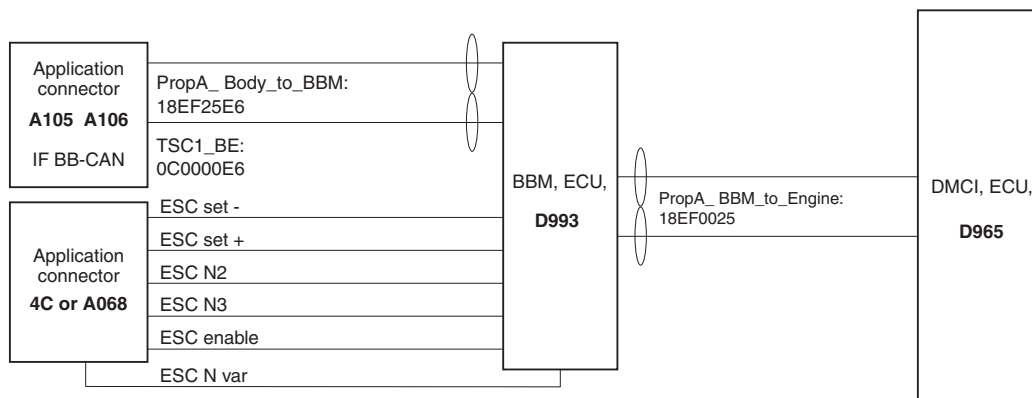 Application
connector
A105 A106
IF BB-CAN
PropA_ Body_to_BBM:
18EF25E6
TSC1_BE:
0C0000E6
Application
connector
4C or A068
ESC set -
ESC set +
ESC N2
ESC N3
ESC enable
ESC N var
BBM, ECU,
D993
PropA_ BBM_to_Engine:
18EF0025
DMCI, ECU,
D965